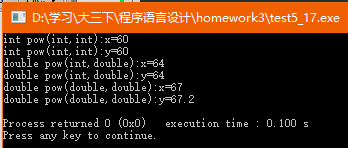 D:\学习\大三下\程序语言设计\homework3\test5_17.exe
int pow(int,int):x=60
int pow(int,int):y=60
double pow(int,double):x=64
double pow(int,double):y=64
double pow(double,double):x=67
double pow(double,double):y=67.2
Process returned 0 (0x0)   execution time : 0.100 s
Press any key to continue.